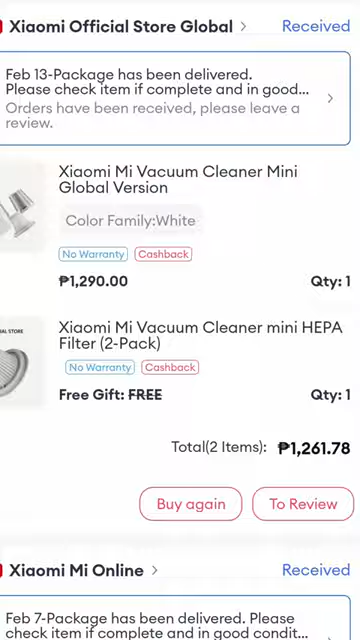 Xiaomi Official Store Global > Received
Feb 13-Package has been delivered.
Please check item if complete and in good...
Orders have been received, please leave a
review.
Xiaomi Mi Vacuum Cleaner Mini
Global Version
Color Family:White
No Warranty Cashback
₱1,290.00 Qty: 1
AL STORE
Xiaomi Mi Vacuum Cleaner mini HEPA
Filter (2-Pack)
No Warranty Cashback
Free Gift: FREE Qty: 1
Total(2 Items): ₱1,261.78
Buy again To Review
Xiaomi Mi Online > Received
Feb 7-Package has been delivered. Please
check item if complete and in good condit...